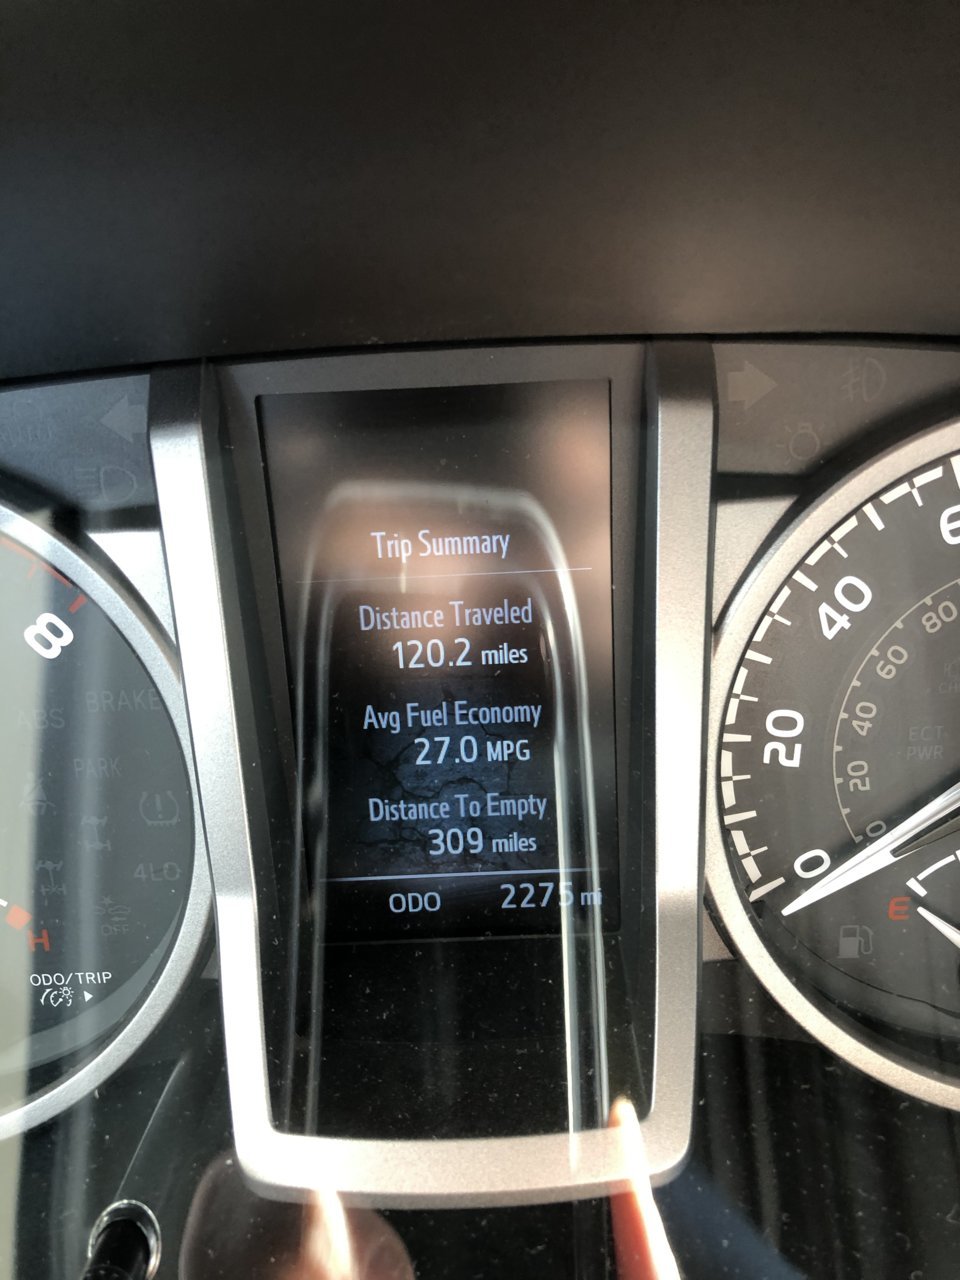 Trip Summary
Distance Traveled
120.2 miles
Avg Fuel Economy
27.0 MPG
Distance To Empty
309 miles
ODO 2275 mi
8
ABS
BRAKE
PARK
4LO
OFF
H
ODO/TRIP
6
40
20
0
80
60
40
20
0
ECT
PWR
E